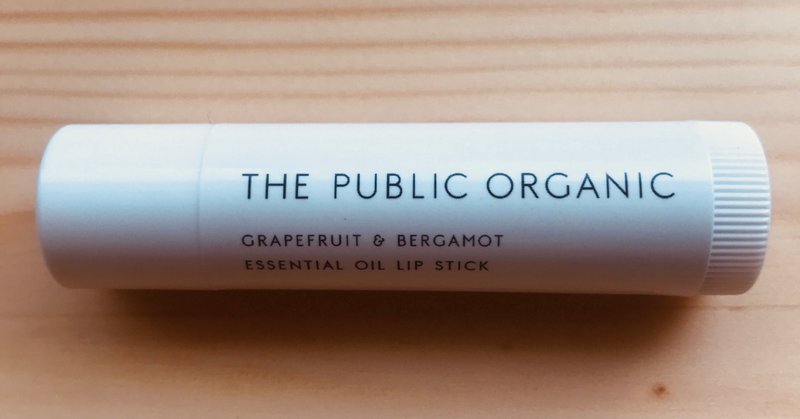 THE PUBLIC ORGANIC
GRAPEFRUIT & BERGAMOT
ESSENTIAL OIL LIP STICK